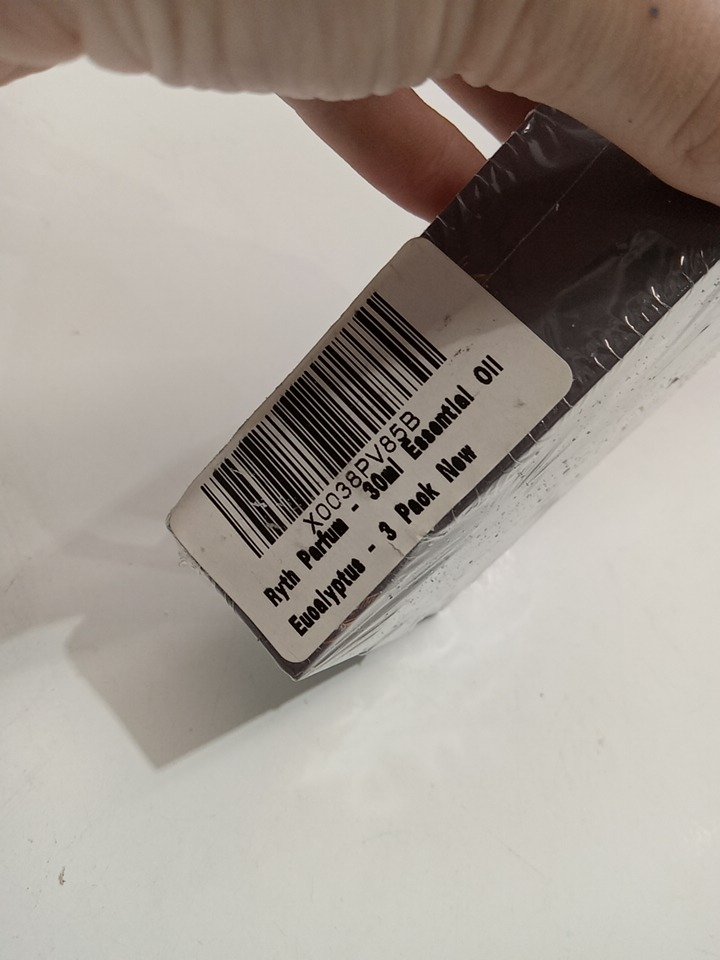 X0038PV85B
Ryth Parfum - 30ml Essential Oil
Eucalyptus - 3 Pack New